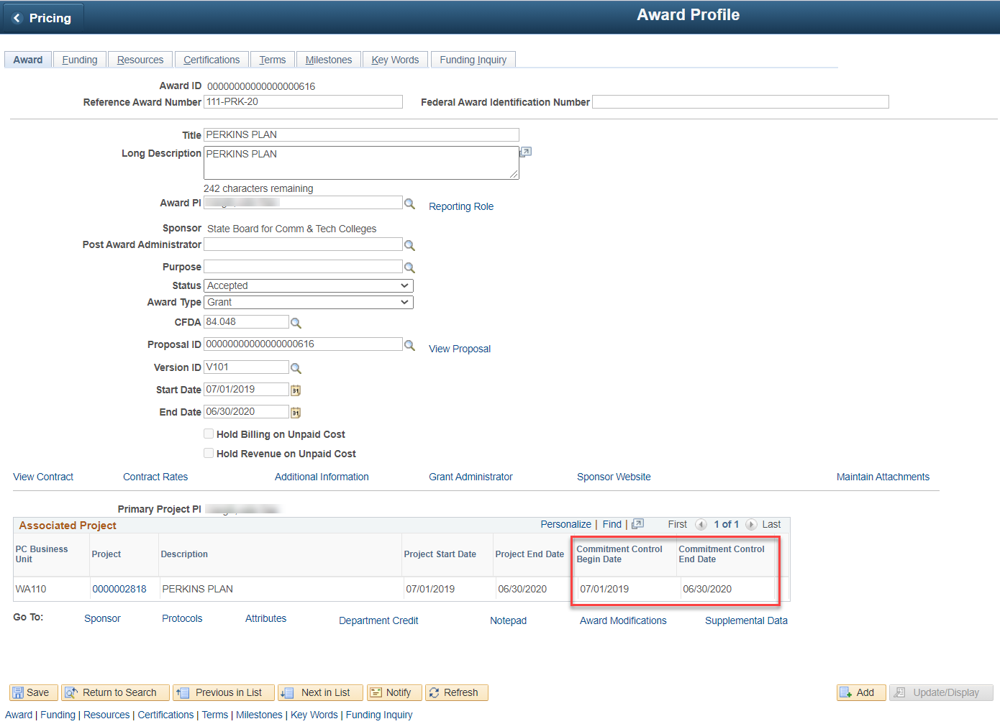 Pricing
Award Profile
Award Funding Resources Certifications Terms Milestones Key Words Funding Inquiry
Award ID 00000000000000000616
Reference Award Number 111-PRK-20 Federal Award Identification Number
Title PERKINS PLAN
Long Description PERKINS PLAN
242 characters remaining
Award PI
Reporting Role
Sponsor State Board for Comm & Tech Colleges
Post Award Administrator
Purpose
Status Accepted
Award Type Grant
CFDA 84.048
Proposal ID 00000000000000000616 View Proposal
Version ID V101
Start Date 07/01/2019 31
End Date 06/30/2020 31
Hold Billing on Unpaid Cost
Hold Revenue on Unpaid Cost
View Contract Contract Rates Additional Information Grant Administrator Sponsor Website Maintain Attachments
Primary Project PI
Associated Project Personalize | Find | First 1 of 1 Last
PC Business Unit Project Description Project Start Date Project End Date Commitment Control Begin Date Commitment Control End Date
WA110 0000002818 PERKINS PLAN 07/01/2019 06/30/2020 07/01/2019 06/30/2020
Go To: Sponsor Protocols Attributes Department Credit Notepad Award Modifications Supplemental Data
Save Return to Search Previous in List Next in List Notify Refresh Add Update/Display
Award | Funding | Resources | Certifications | Terms | Milestones | Key Words | Funding Inquiry